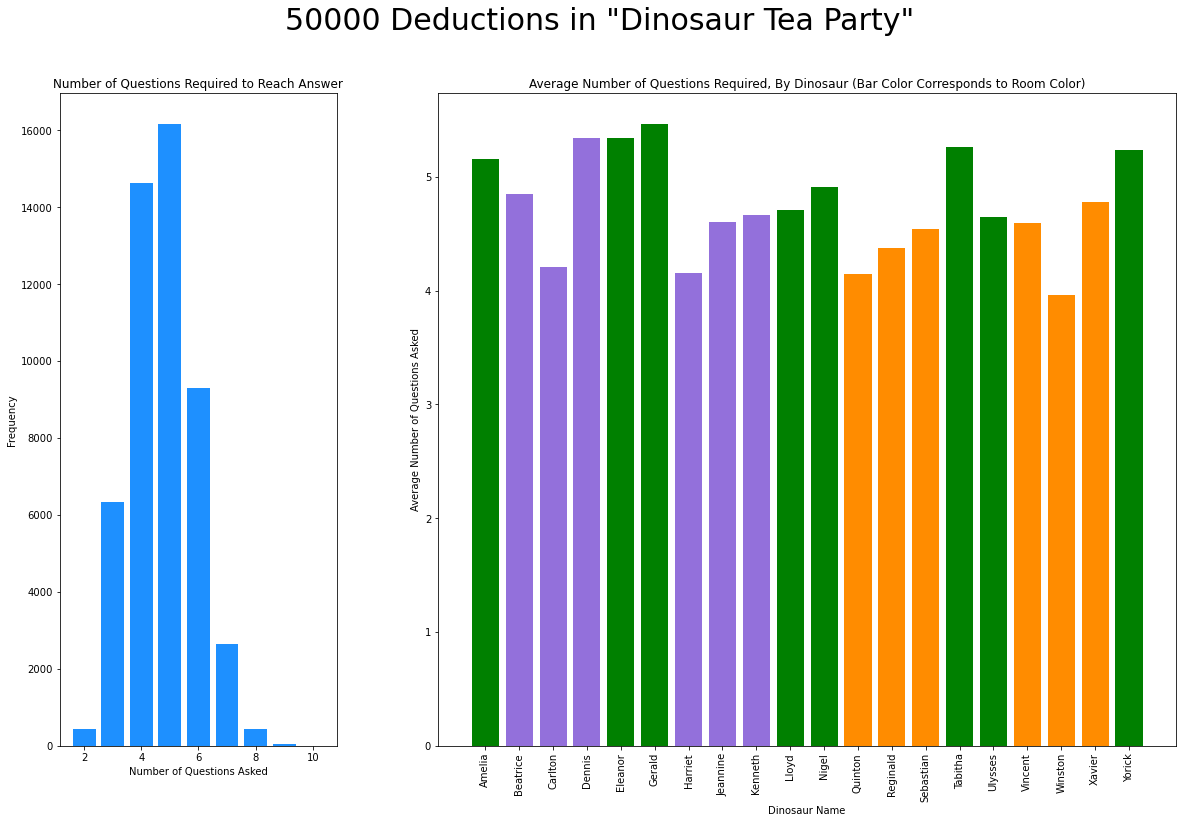 50000 Deductions in "Dinosaur Tea Party"
Number of Questions Required to Reach Answer
16000
14000
12000
10000
8000
6000
4000
2000
0
Frequency
2
4
6
8
10
Number of Questions Asked
Average Number of Questions Required, By Dinosaur (Bar Color Corresponds to Room Color)
5
4
3
2
1
0
Average Number of Questions Asked
Amelia
Beatrice
Carlton
Dennis
Eleanor
Gerald
Harriet
Jeannine
Kenneth
Lloyd
Nigel
Quinton
Reginald
Sebastian
Tabitha
Ulysses
Vincent
Winston
Xavier
Yorick
Dinosaur Name